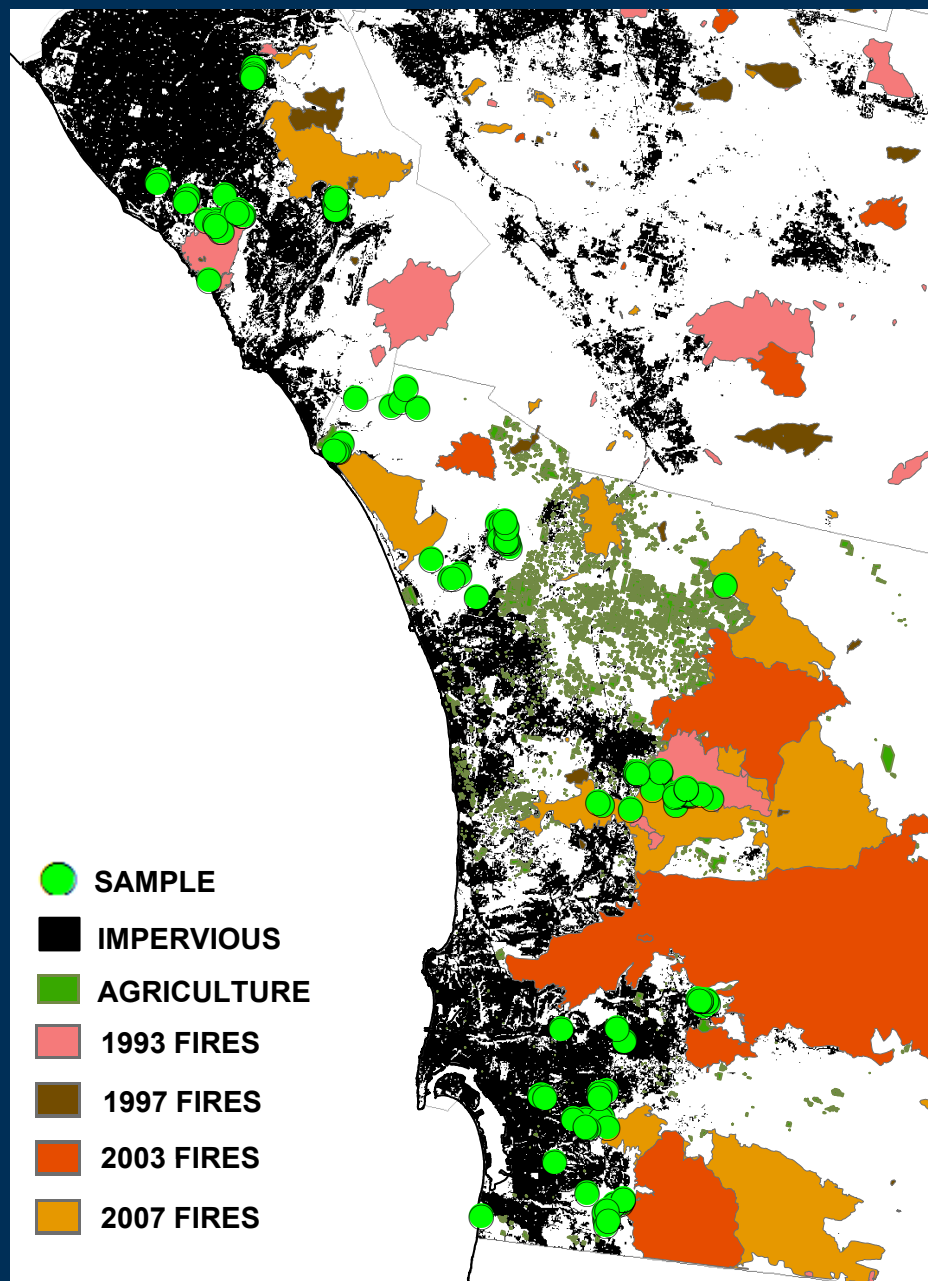 SAMPLE
IMPERVIOUS
AGRICULTURE
1993 FIRES
1997 FIRES
2003 FIRES
2007 FIRES